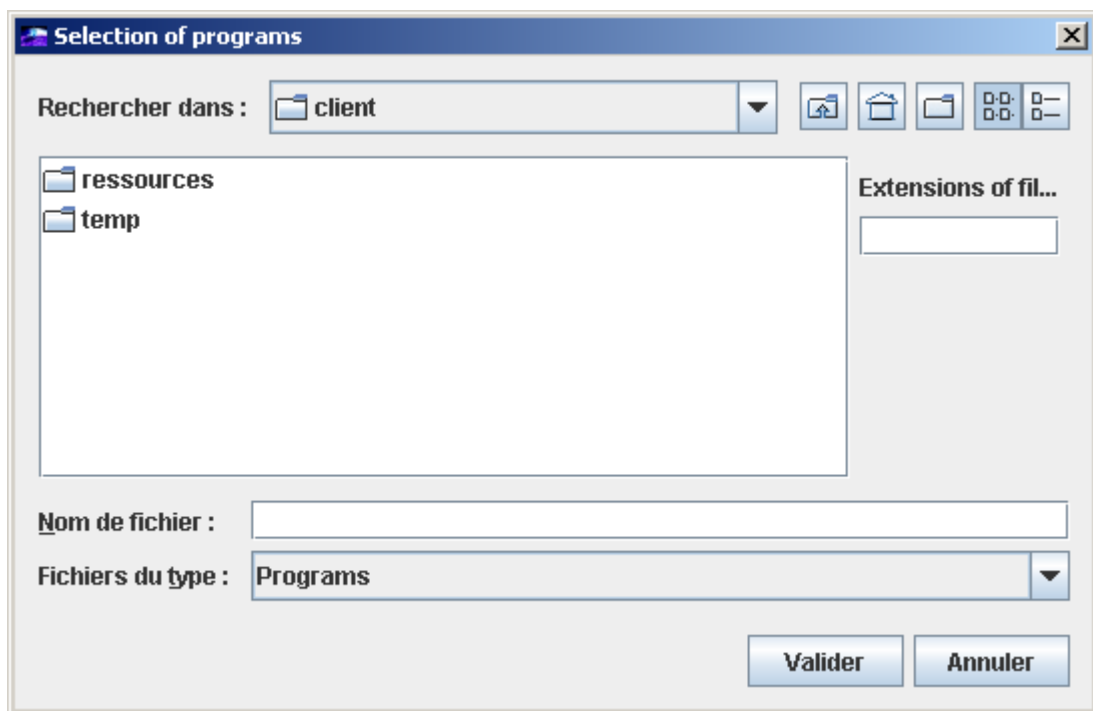 Selection of programs
Rechercher dans :
client
ressources
temp
Extensions of fil...
Nom de fichier :
Fichiers du type :
Programs
Valider
Annuler